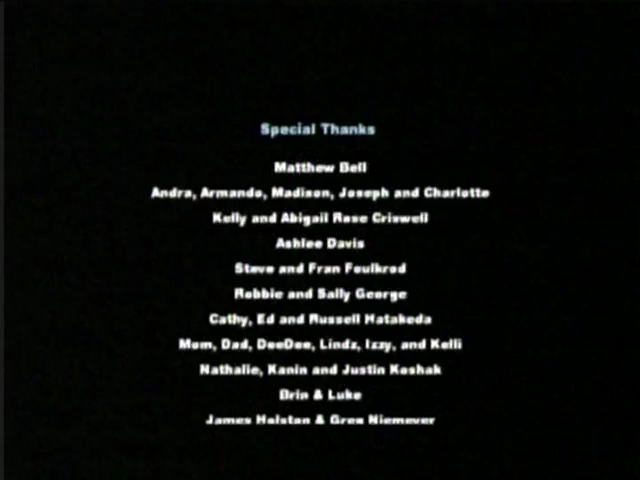 Special Thanks
Matthew Bell
Andra, Armando, Madison, Joseph and Charlotte
Kelly and Abigail Rose Criswell
Ashlee Davis
Steve and Fran Foulkrod
Robbie and Sally George
Cathy, Ed and Russell Hatakeda
Mom, Dad, DeeDee, Lindz, Izzy, and Kelli
Nathalie, Kanin and Justin Koshak
Brin & Luke
James Halston & Greg Niemeyer